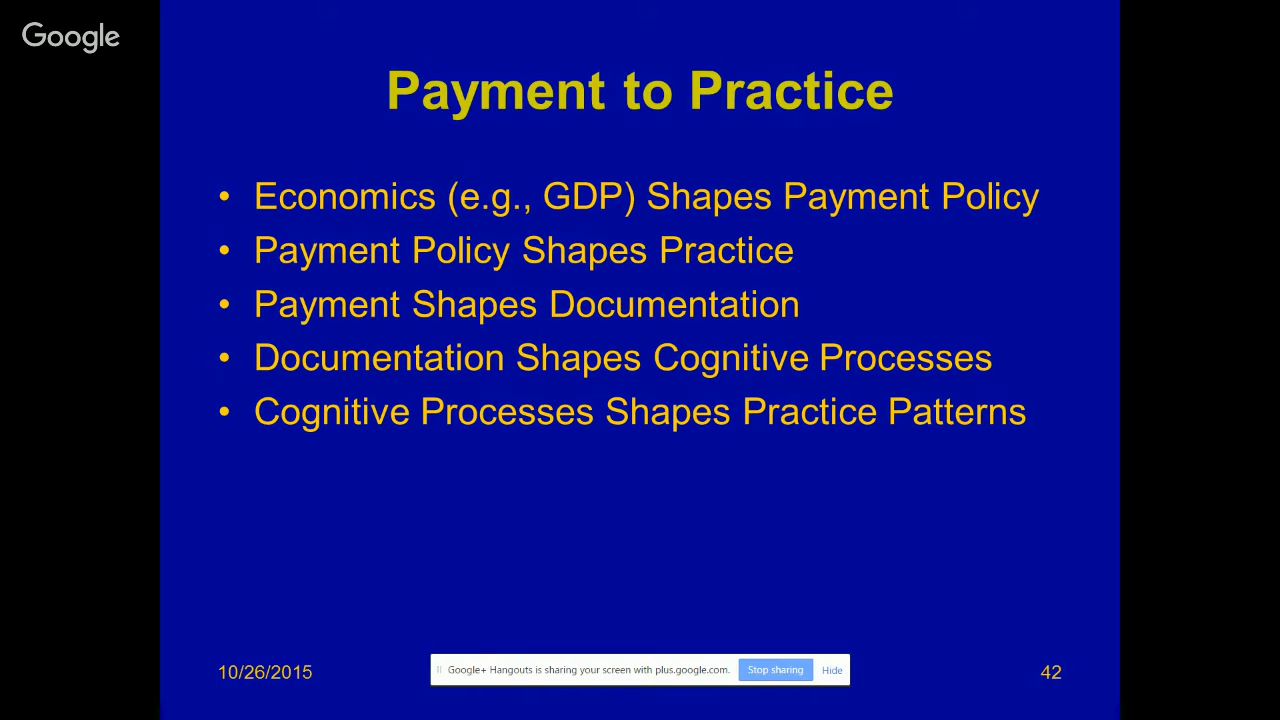 Google
Payment to Practice
• Economics (e.g., GDP) Shapes Payment Policy
• Payment Policy Shapes Practice
• Payment Shapes Documentation
• Documentation Shapes Cognitive Processes
• Cognitive Processes Shapes Practice Patterns
10/26/2015
Google+ Hangouts is sharing your screen with plus.google.com. Stop sharing Hide
42